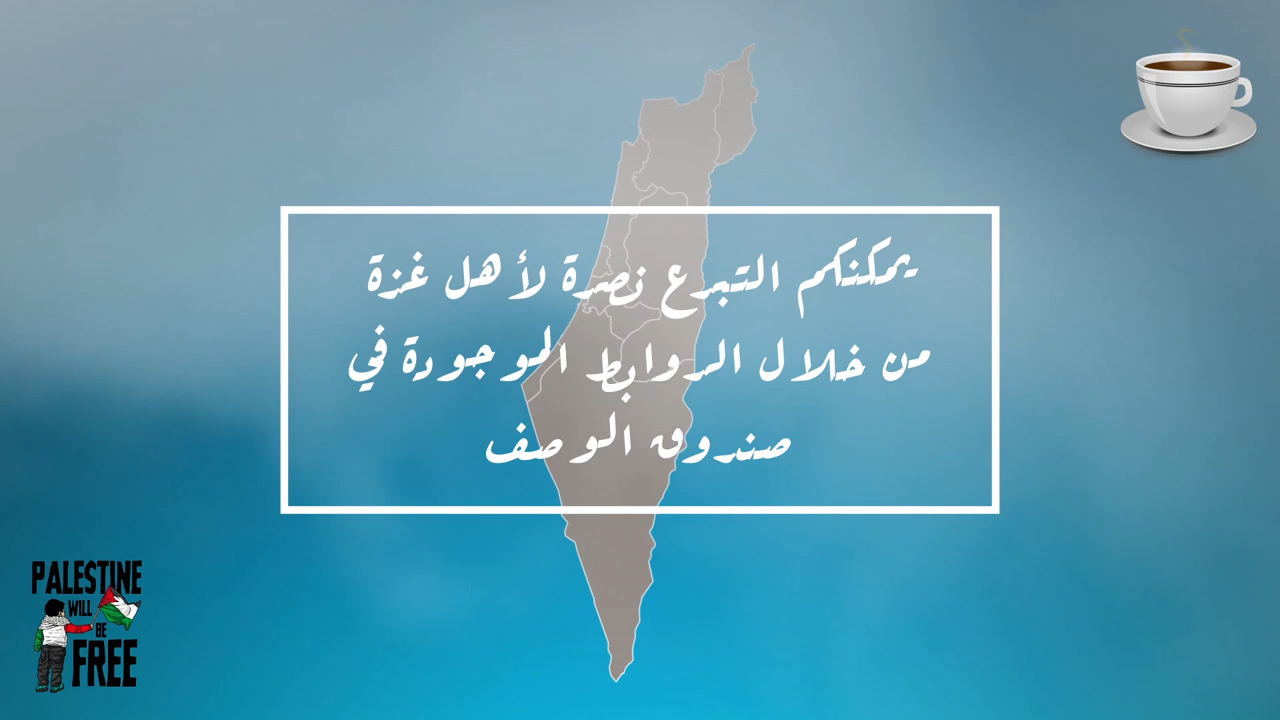 يمكنكم التبرع نصرة لأهل غزة
من خلال الروابط الموجودة في
صندوق الوصف
PALESTINE
WILL
BE
FREE